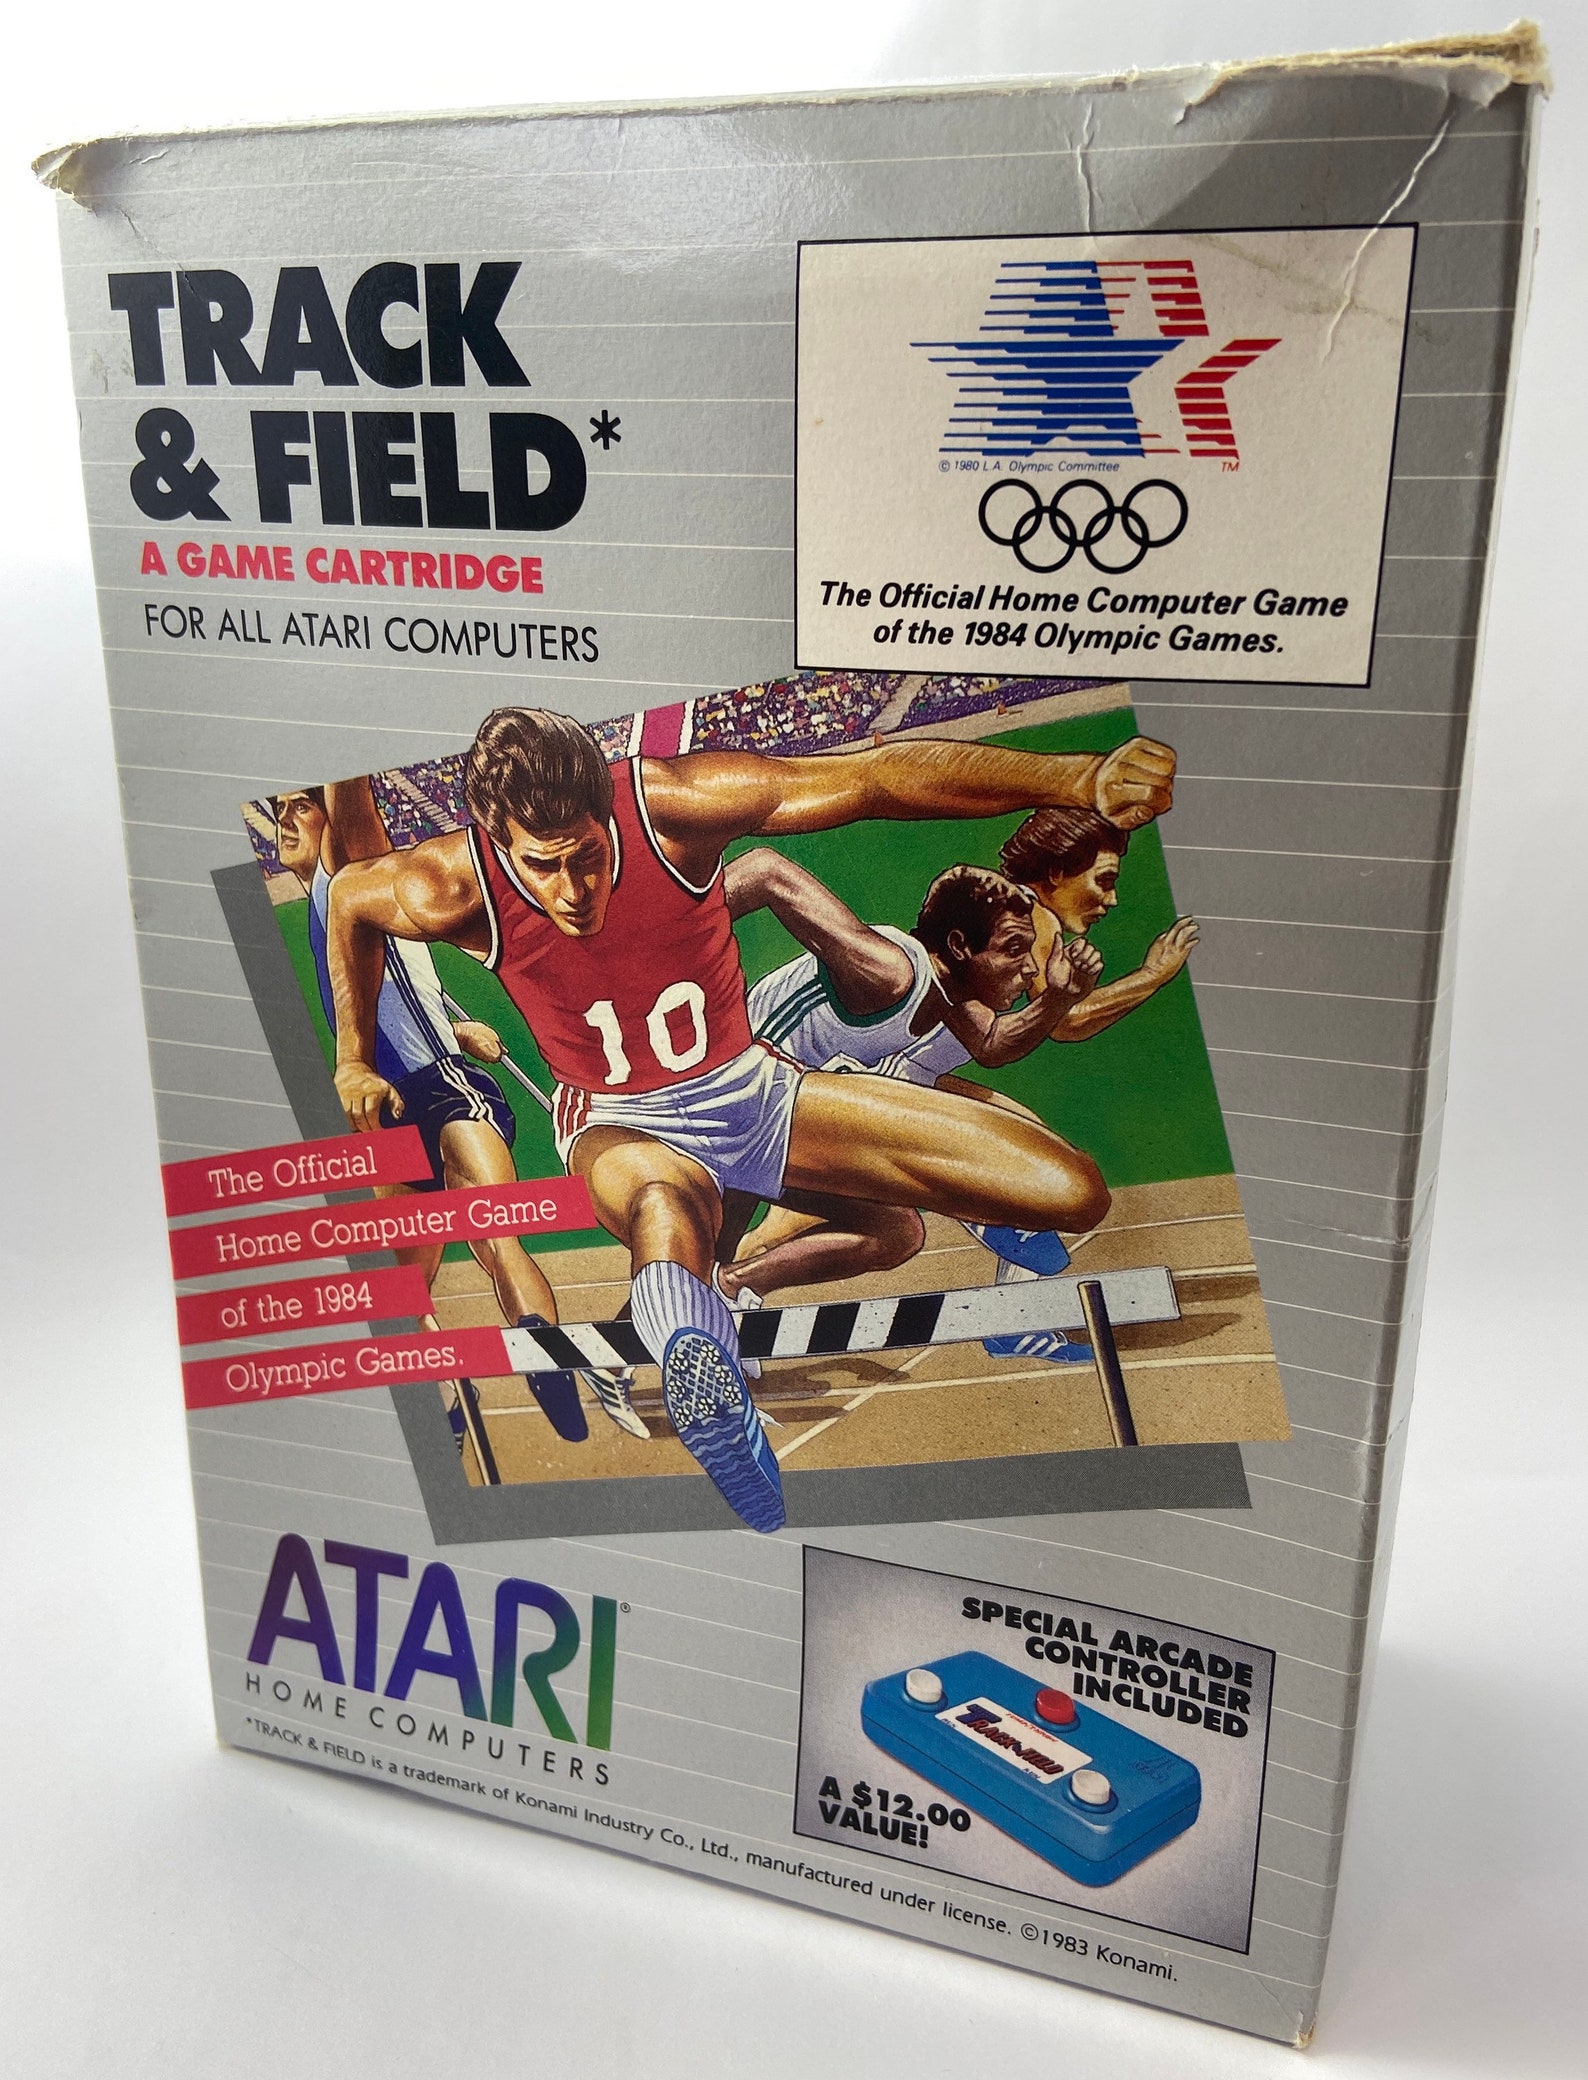 TRACK
& FIELD*
A GAME CARTRIDGE
FOR ALL ATARI COMPUTERS
© 1980 L.A. Olympic Committee
TM
The Official Home Computer Game
of the 1984 Olympic Games.
10
The Official
Home Computer Game
of the 1984
Olympic Games.
ATARI®
HOME COMPUTERS
SPECIAL ARCADE
CONTROLLER
INCLUDED
TRACK & FIELD
A $12.00
VALUE!
*TRACK & FIELD is a trademark of Konami Industry Co., Ltd., manufactured under license. ©1983 Konami.